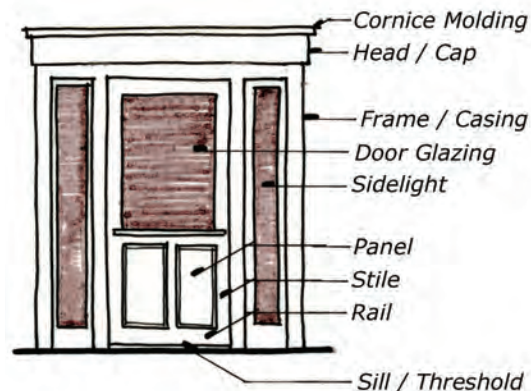 Cornice Molding
Head / Cap
Frame / Casing
Door Glazing
Sidelight
Panel
Stile
Rail
Sill / Threshold